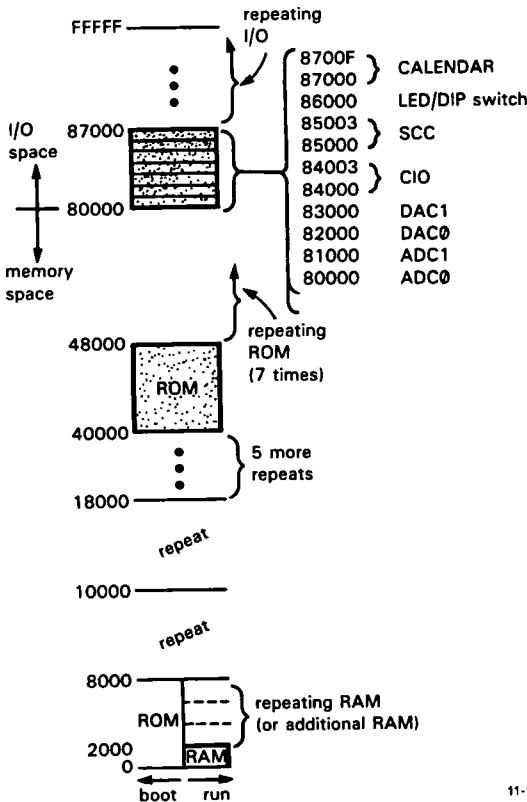 FFFFF
repeating
I/O
87000
I/O
space
80000
memory
space
8700F
87000
CALENDAR
86000 LED/DIP switch
85003
85000
SCC
84003
84000
CIO
83000 DAC1
82000 DAC0
81000 ADC1
80000 ADC0
repeating
ROM
(7 times)
48000
ROM
40000
5 more
repeats
18000
repeat
10000
repeat
8000
ROM
repeating RAM
(or additional RAM)
2000
RAM
0
boot run
11-